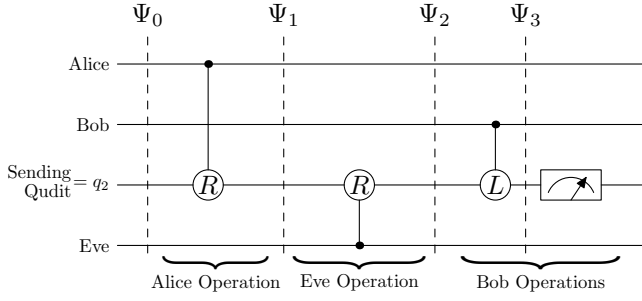 Ψ₀ Ψ₁ Ψ₂ Ψ₃
Alice
R
Bob
Sending
Qudit = q₂
R
L
Eve
Alice Operation Eve Operation Bob Operations